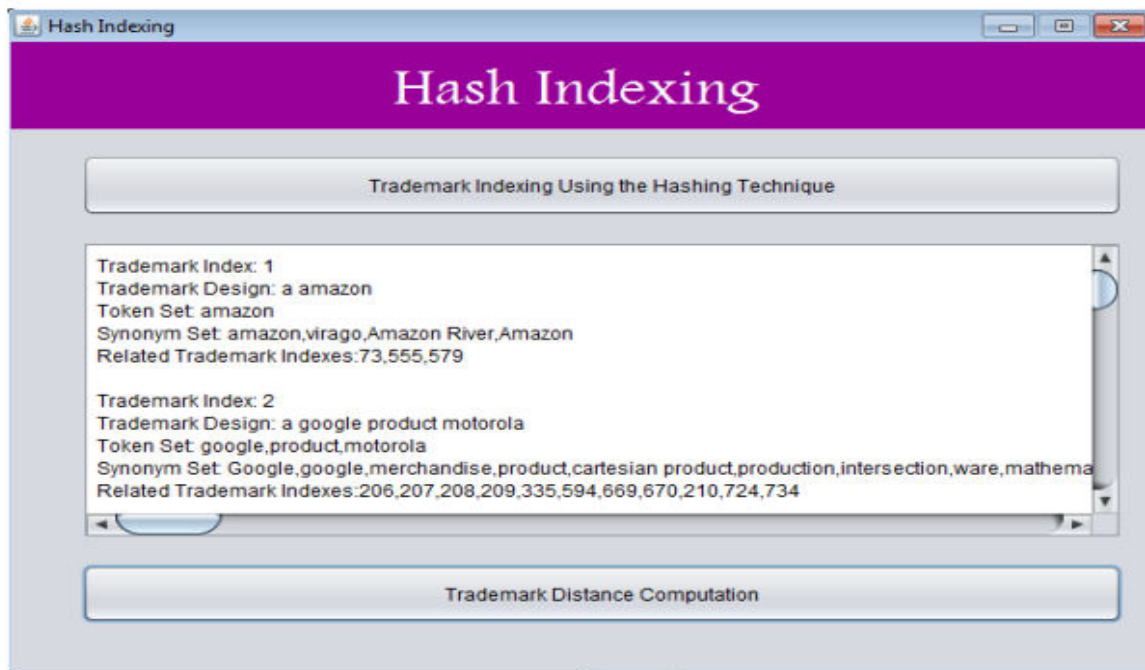 Hash Indexing
Hash Indexing
Trademark Indexing Using the Hashing Technique
Trademark Index: 1
Trademark Design: a amazon
Token Set: amazon
Synonym Set: amazon,virago,Amazon River,Amazon
Related Trademark Indexes:73,555,579
Trademark Index: 2
Trademark Design: a google product motorola
Token Set: google,product,motorola
Synonym Set: Google,google,merchandise,product,cartesian product,production,intersection,ware,mathema
Related Trademark Indexes:206,207,208,209,335,594,669,670,210,724,734
Trademark Distance Computation